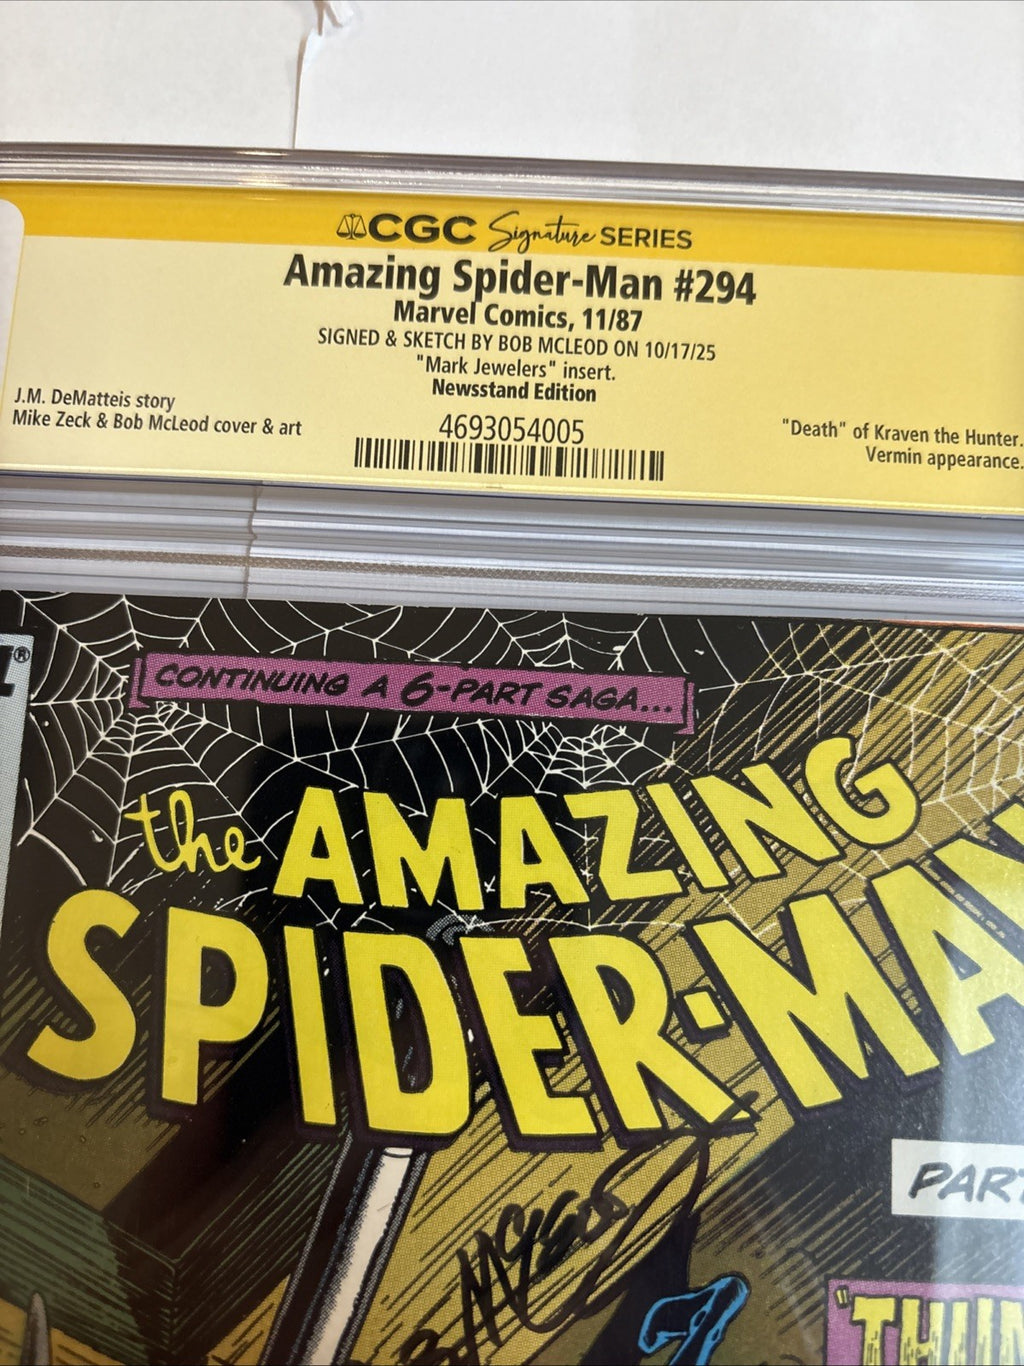 CGC Signature SERIES
Amazing Spider-Man #294
Marvel Comics, 11/87
SIGNED & SKETCH BY BOB MCLEOD ON 10/17/25
"Mark Jewelers" insert.
Newsstand Edition
J.M. DeMatteis story
Mike Zeck & Bob McLeod cover & art
4693054005
"Death" of Kraven the Hunter.
Vermin appearance.
CONTINUING A 6-PART SAGA...
the AMAZING
SPIDER-MAN
PART
McLeod